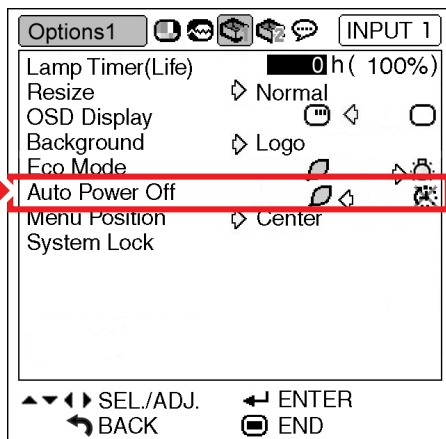 Options1 INPUT 1
Lamp Timer(Life) 0 h ( 100%)
Resize Normal
OSD Display
Background Logo
Eco Mode
Auto Power Off
Menu Position Center
System Lock
SEL./ADJ. ENTER
BACK END